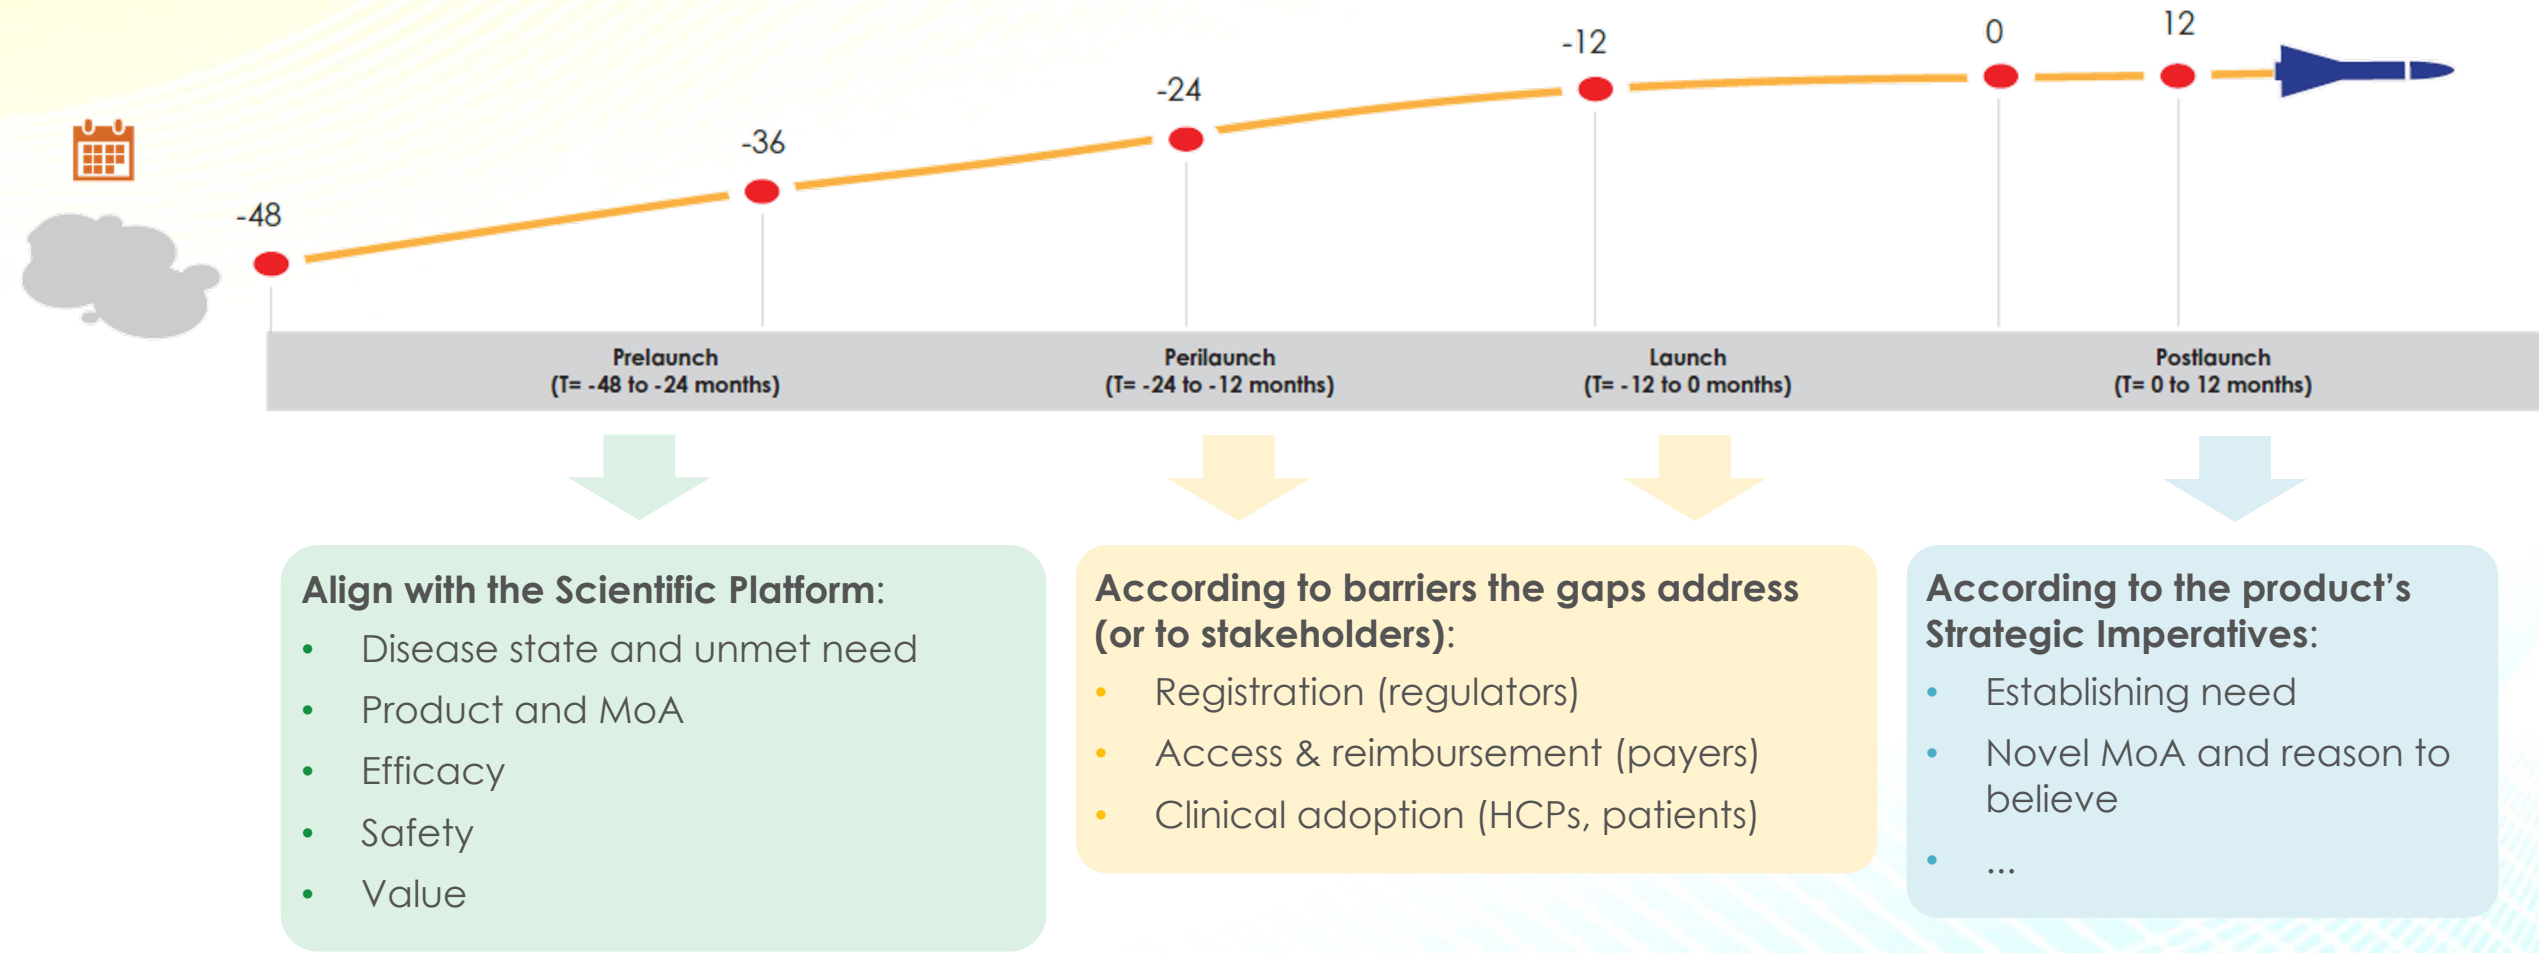 -48
-36
-24
-12
0
12
Prelaunch
(T= -48 to -24 months)
Perilaunch
(T= -24 to -12 months)
Launch
(T= -12 to 0 months)
Postlaunch
(T= 0 to 12 months)
Align with the Scientific Platform:
• Disease state and unmet need
• Product and MoA
• Efficacy
• Safety
• Value
According to barriers the gaps address
(or to stakeholders):
• Registration (regulators)
• Access & reimbursement (payers)
• Clinical adoption (HCPs, patients)
According to the product’s
Strategic Imperatives:
• Establishing need
• Novel MoA and reason to
believe
• ...